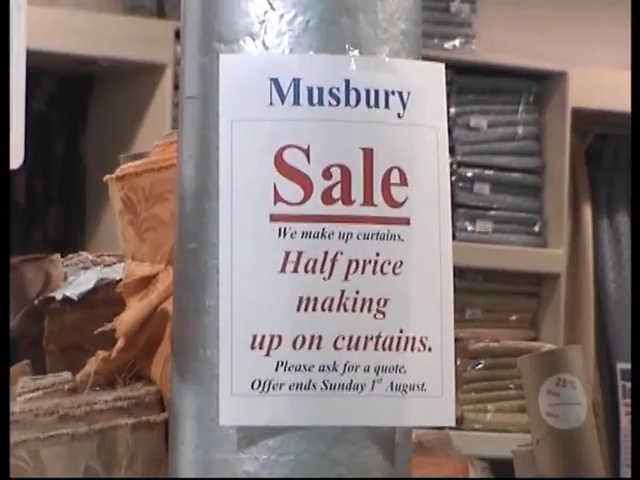 Musbury
Sale
We make up curtains.
Half price
making
up on curtains.
Please ask for a quote.
Offer ends Sunday 1st August.